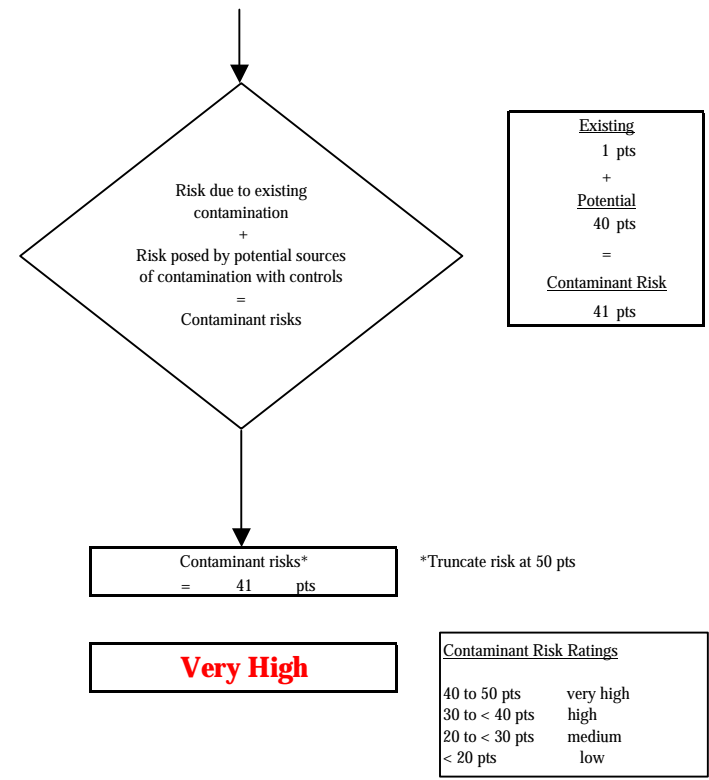 Risk due to existing
contamination
+
Risk posed by potential sources
of contamination with controls
=
Contaminant risks
Existing
1 pts
+
Potential
40 pts
=
Contaminant Risk
41 pts
Contaminant risks*
= 41 pts
*Truncate risk at 50 pts
Very High
Contaminant Risk Ratings
40 to 50 pts very high
30 to < 40 pts high
20 to < 30 pts medium
< 20 pts low